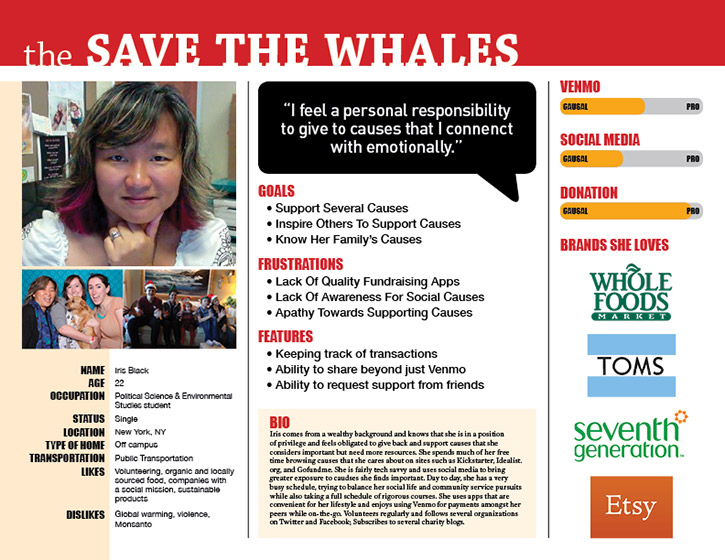 the SAVE THE WHALES
“I feel a personal responsibility
to give to causes that I connenct
with emotionally.”
GOALS
• Support Several Causes
• Inspire Others To Support Causes
• Know Her Family’s Causes
FRUSTRATIONS
• Lack Of Quality Fundraising Apps
• Lack Of Awareness For Social Causes
• Apathy Towards Supporting Causes
FEATURES
• Keeping track of transactions
• Ability to share beyond just Venmo
• Ability to request support from friends
NAME Iris Black
AGE 22
OCCUPATION Political Science & Environmental
Studies student
STATUS Single
LOCATION New York, NY
TYPE OF HOME Off campus
TRANSPORTATION Public Transportation
LIKES Volunteering, organic and locally
sourced food, companies with
a social mission, sustainable
products
DISLIKES Global warming, violence,
Monsanto
BIO
Iris comes from a wealthy background and knows that she is in a position
of privilege and feels obligated to give back and support causes that she
considers important but need more resources. She spends much of her free
time browsing causes that she cares about on sites such as Kickstarter, Idealist.
org, and Gofundme. She is fairly tech savvy and uses social media to bring
greater exposure to caudses she finds important. Day to day, she has a very
busy schedule, trying to balance her social life and community service pursuits
while also taking a full schedule of rigorous courses. She uses apps that are
convenient for her lifestyle and enjoys using Venmo for payments amongst her
peers while on-the-go. Volunteers regularly and follows several organizations
on Twitter and Facebook; Subscribes to several charity blogs.
VENMO
CAUSAL PRO
SOCIAL MEDIA
CAUSAL PRO
DONATION
CAUSAL PRO
BRANDS SHE LOVES
WHOLE
FOODS
MARKET
TOMS
seventh
generation
Etsy